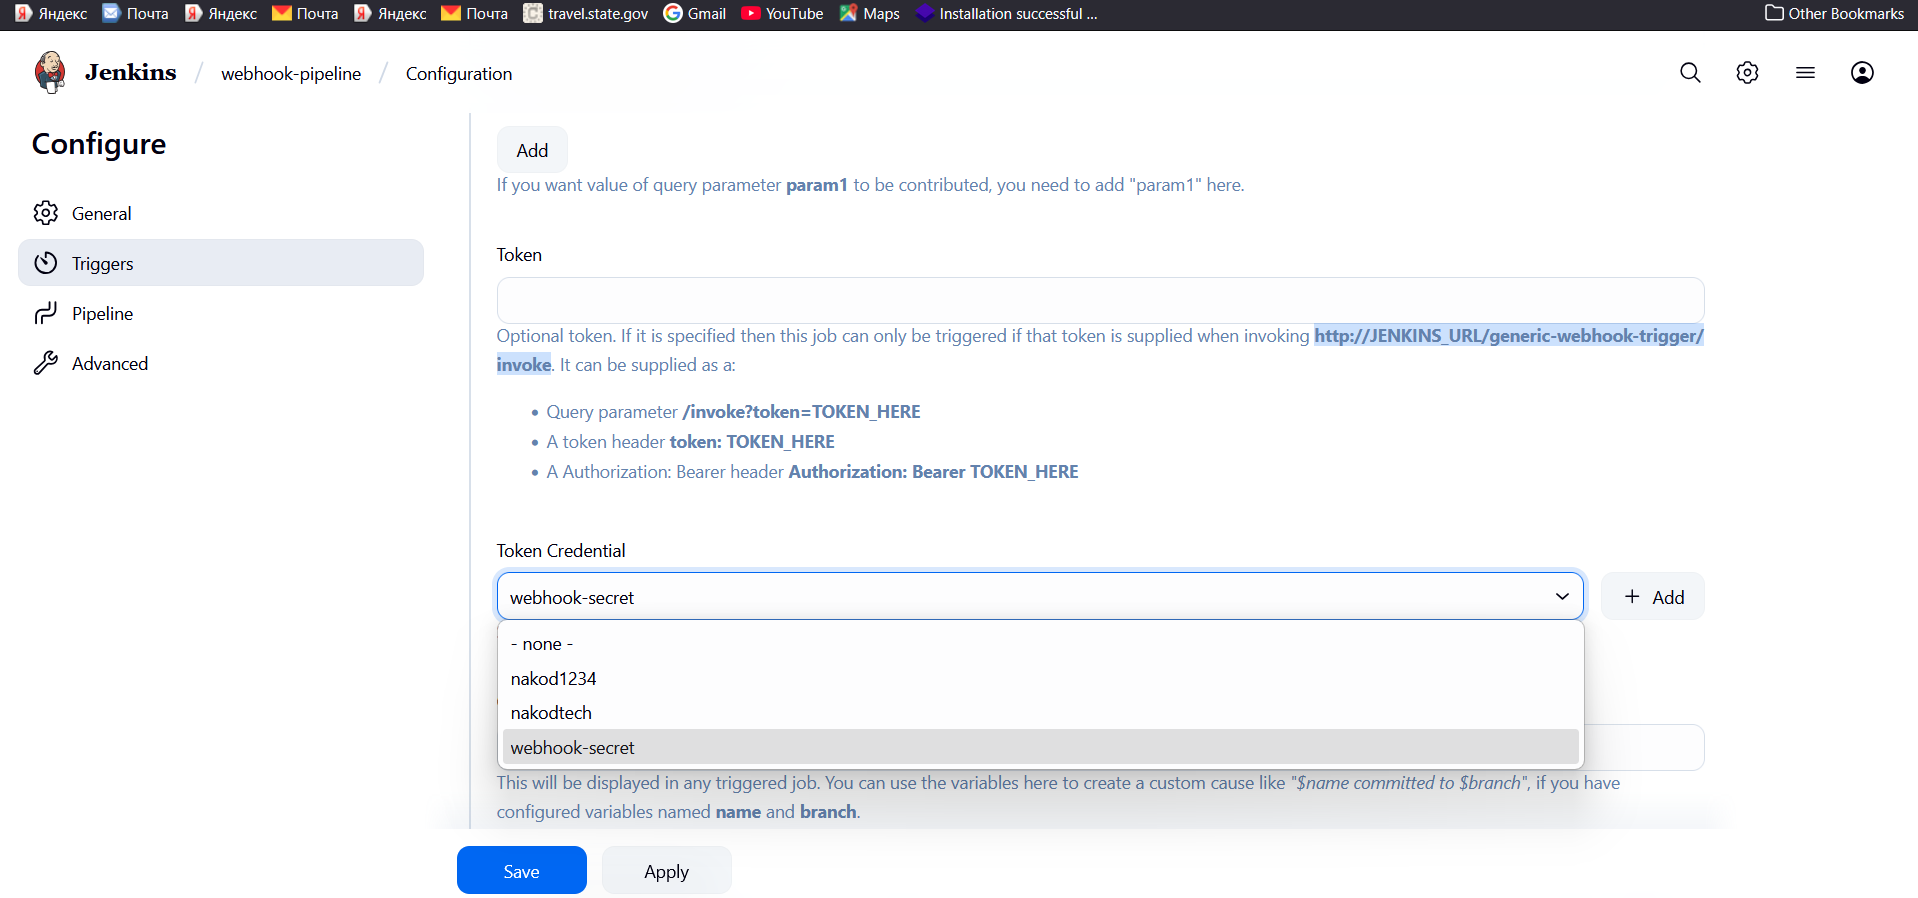 Яндекс Почта Яндекс Почта Яндекс Почта travel.state.gov Gmail YouTube Maps Installation successful ... Other Bookmarks
Jenkins / webhook-pipeline / Configuration
Configure
General
Triggers
Pipeline
Advanced
Add
If you want value of query parameter param1 to be contributed, you need to add "param1" here.
Token
Optional token. If it is specified then this job can only be triggered if that token is supplied when invoking http://JENKINS_URL/generic-webhook-trigger/
invoke. It can be supplied as a:
• Query parameter /invoke?token=TOKEN_HERE
• A token header token: TOKEN_HERE
• A Authorization: Bearer header Authorization: Bearer TOKEN_HERE
Token Credential
webhook-secret
+ Add
- none -
nakod1234
nakodtech
webhook-secret
This will be displayed in any triggered job. You can use the variables here to create a custom cause like "$name committed to $branch", if you have
configured variables named name and branch.
Save Apply